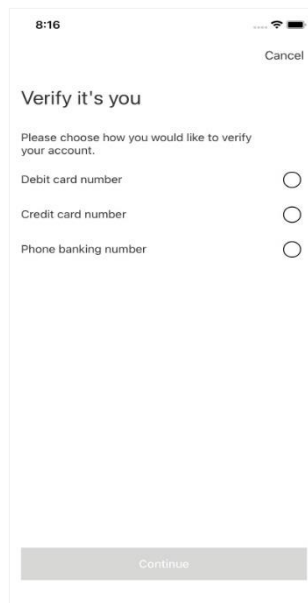 8:16
Cancel
Verify it's you
Please choose how you would like to verify
your account.
Debit card number
Credit card number
Phone banking number
Continue